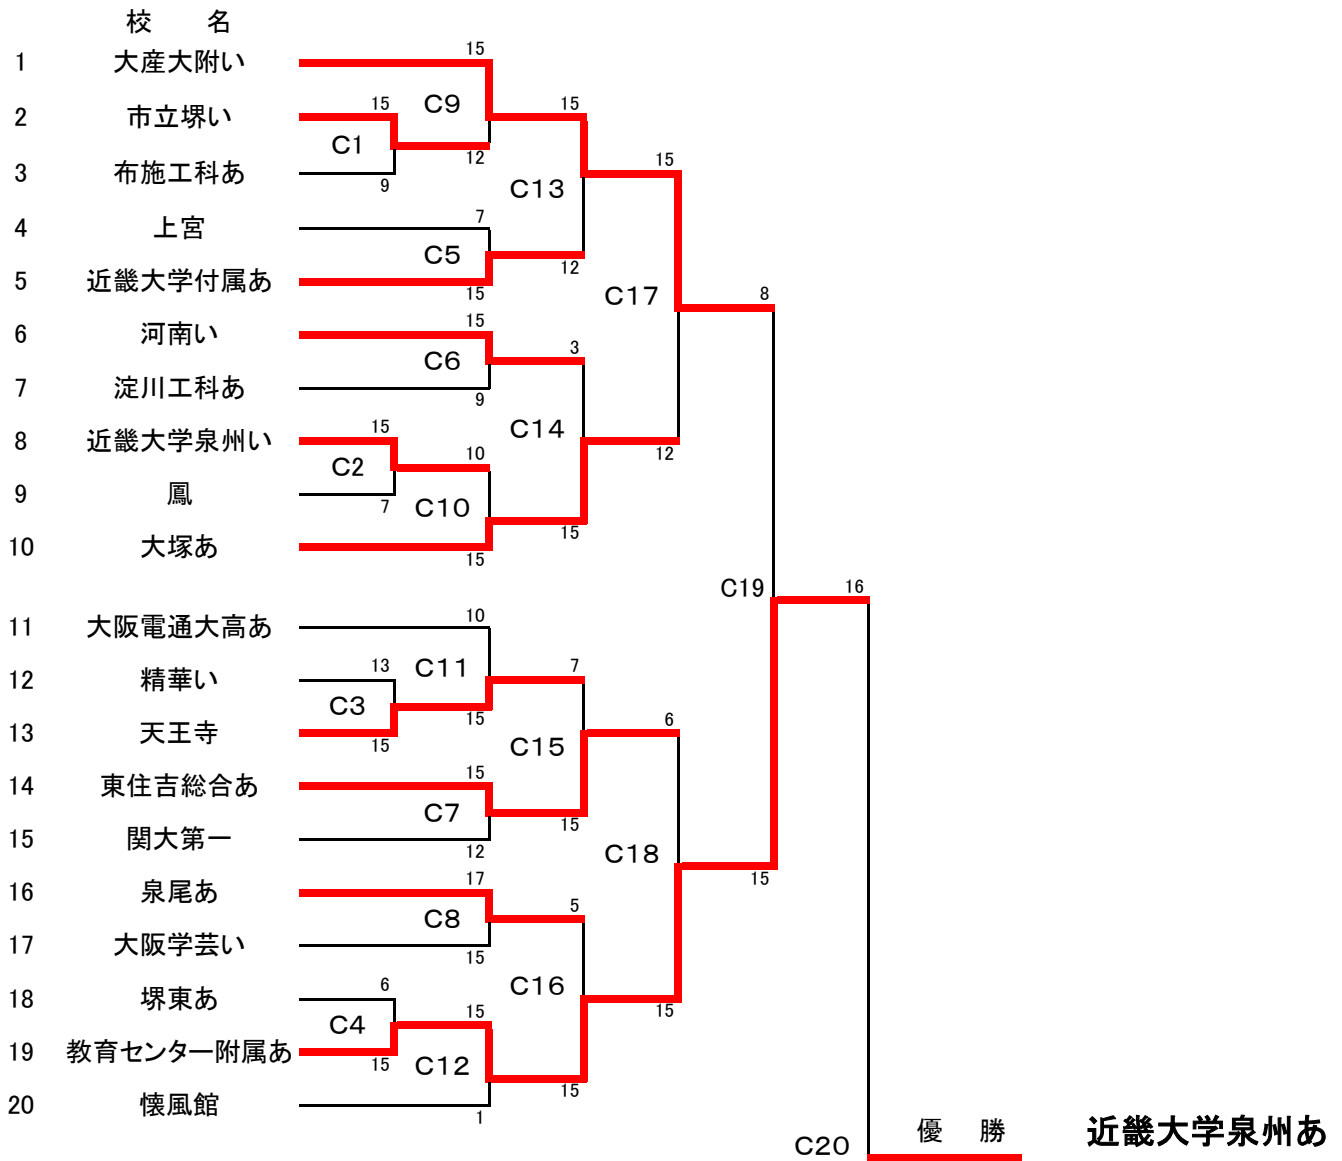 校　名
15
1 大産大附い
15 C9 15
2 市立堺い
C1 12 15
3 布施工科あ 9 C13
4 上宮 7
C5 12
5 近畿大学付属あ 15 C17 8
6 河南い 15
C6 3
7 淀川工科あ 9
8 近畿大学泉州い 15 C14
C2 10 12
9 鳳 7 C10
10 大塚あ 15 15
C19 16
11 大阪電通大高あ 10
12 精華い 13 C11 7
C3 15
13 天王寺 15 C15 6
14 東住吉総合あ 15
C7 15
15 関大第一 12 C18
16 泉尾あ 17 15
C8 5
17 大阪学芸い 15
18 堺東あ 6 C16
C4 15 15
19 教育センター附属あ 15 C12
15
20 懐風館 1
C20 優　勝 近畿大学泉州あ